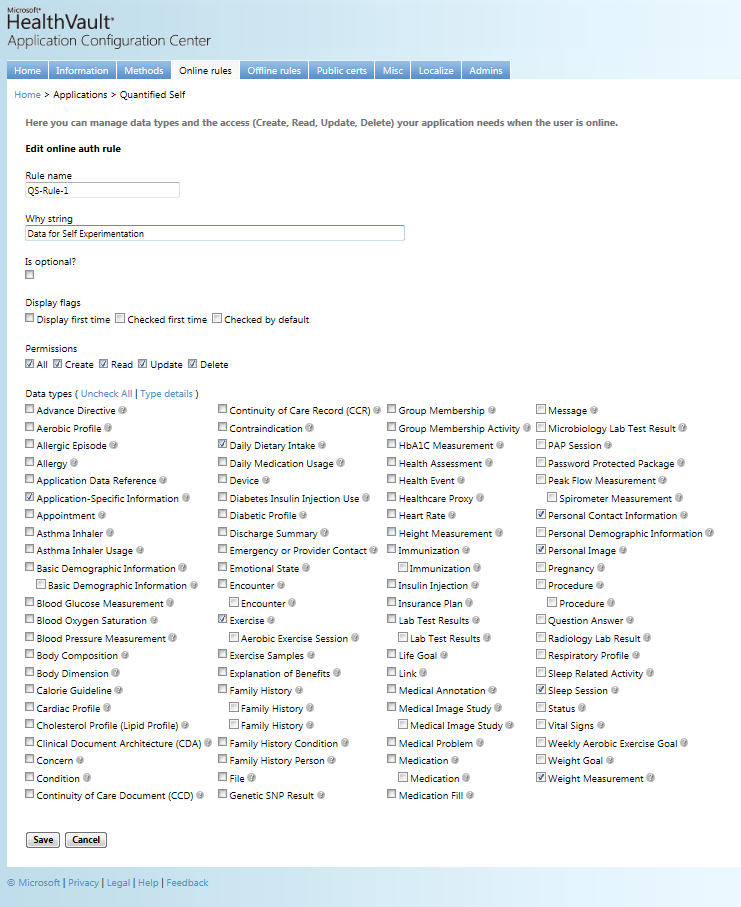 Microsoft®
HealthVault™
Application Configuration Center
Home Information Methods Online rules Offline rules Public certs Misc Localize Admins
Home > Applications > Quantified Self
Here you can manage data types and the access (Create, Read, Update, Delete) your application needs when the user is online.
Edit online auth rule
Rule name
QS-Rule-1
Why string
Data for Self Experimentation
Is optional?
Display flags
Display first time Checked first time Checked by default
Permissions
All Create Read Update Delete
Data types ( Uncheck All | Type details )
Advance Directive
Aerobic Profile
Allergic Episode
Allergy
Application Data Reference
Application-Specific Information
Appointment
Asthma Inhaler
Asthma Inhaler Usage
Basic Demographic Information
Basic Demographic Information
Blood Glucose Measurement
Blood Oxygen Saturation
Blood Pressure Measurement
Body Composition
Body Dimension
Calorie Guideline
Cardiac Profile
Cholesterol Profile (Lipid Profile)
Clinical Document Architecture (CDA)
Concern
Condition
Continuity of Care Document (CCD)
Continuity of Care Record (CCR)
Contraindication
Daily Dietary Intake
Daily Medication Usage
Device
Diabetes Insulin Injection Use
Diabetic Profile
Discharge Summary
Emergency or Provider Contact
Emotional State
Encounter
Encounter
Exercise
Aerobic Exercise Session
Exercise Samples
Explanation of Benefits
Family History
Family History
Family History
Family History Condition
Family History Person
File
Genetic SNP Result
Group Membership
Group Membership Activity
HbA1C Measurement
Health Assessment
Health Event
Healthcare Proxy
Heart Rate
Height Measurement
Immunization
Immunization
Insulin Injection
Insurance Plan
Lab Test Results
Lab Test Results
Life Goal
Link
Medical Annotation
Medical Image Study
Medical Image Study
Medical Problem
Medication
Medication
Medication Fill
Message
Microbiology Lab Test Result
PAP Session
Password Protected Package
Peak Flow Measurement
Spirometer Measurement
Personal Contact Information
Personal Demographic Information
Personal Image
Pregnancy
Procedure
Procedure
Question Answer
Radiology Lab Result
Respiratory Profile
Sleep Related Activity
Sleep Session
Status
Vital Signs
Weekly Aerobic Exercise Goal
Weight Goal
Weight Measurement
Save Cancel
© Microsoft | Privacy | Legal | Help | Feedback